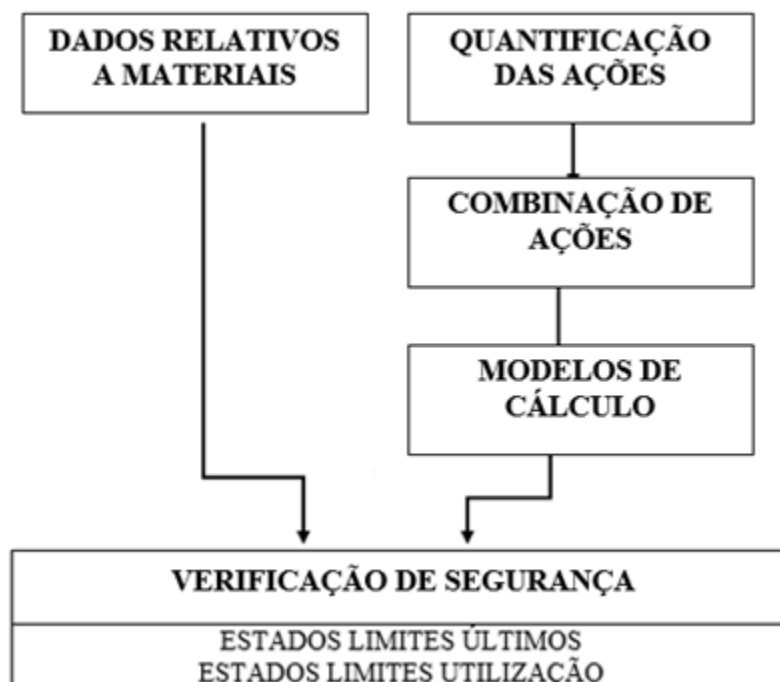 DADOS RELATIVOS
A MATERIAIS
QUANTIFICAÇÃO
DAS AÇÕES
COMBINAÇÃO DE
AÇÕES
MODELOS DE
CÁLCULO
VERIFICAÇÃO DE SEGURANÇA
ESTADOS LIMITES ÚLTIMOS
ESTADOS LIMITES UTILIZAÇÃO